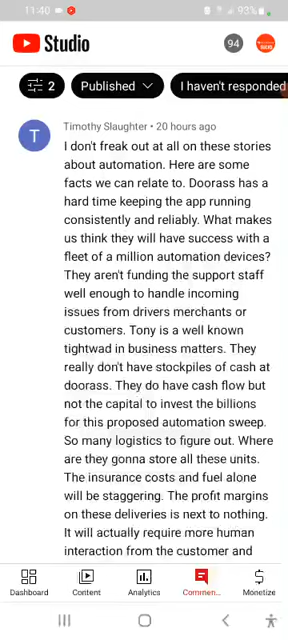 11:40
93%
Studio
94
2
Published
I haven't responded
T
Timothy Slaughter • 20 hours ago
I don't freak out at all on these stories
about automation. Here are some
facts we can relate to. Doorass has a
hard time keeping the app running
consistently and reliably. What makes
us think they will have success with a
fleet of a million automation devices?
They aren't funding the support staff
well enough to handle incoming
issues from drivers merchants or
customers. Tony is a well known
tightwad in business matters. They
really don't have stockpiles of cash at
doorass. They do have cash flow but
not the capital to invest the billions
for this proposed automation sweep.
So many logistics to figure out. Where
are they gonna store all these units.
The insurance costs and fuel alone
will be staggering. The profit margins
on these deliveries is next to nothing.
It will actually require more human
interaction from the customer and
Dashboard
Content
Analytics
Commen...
Monetize